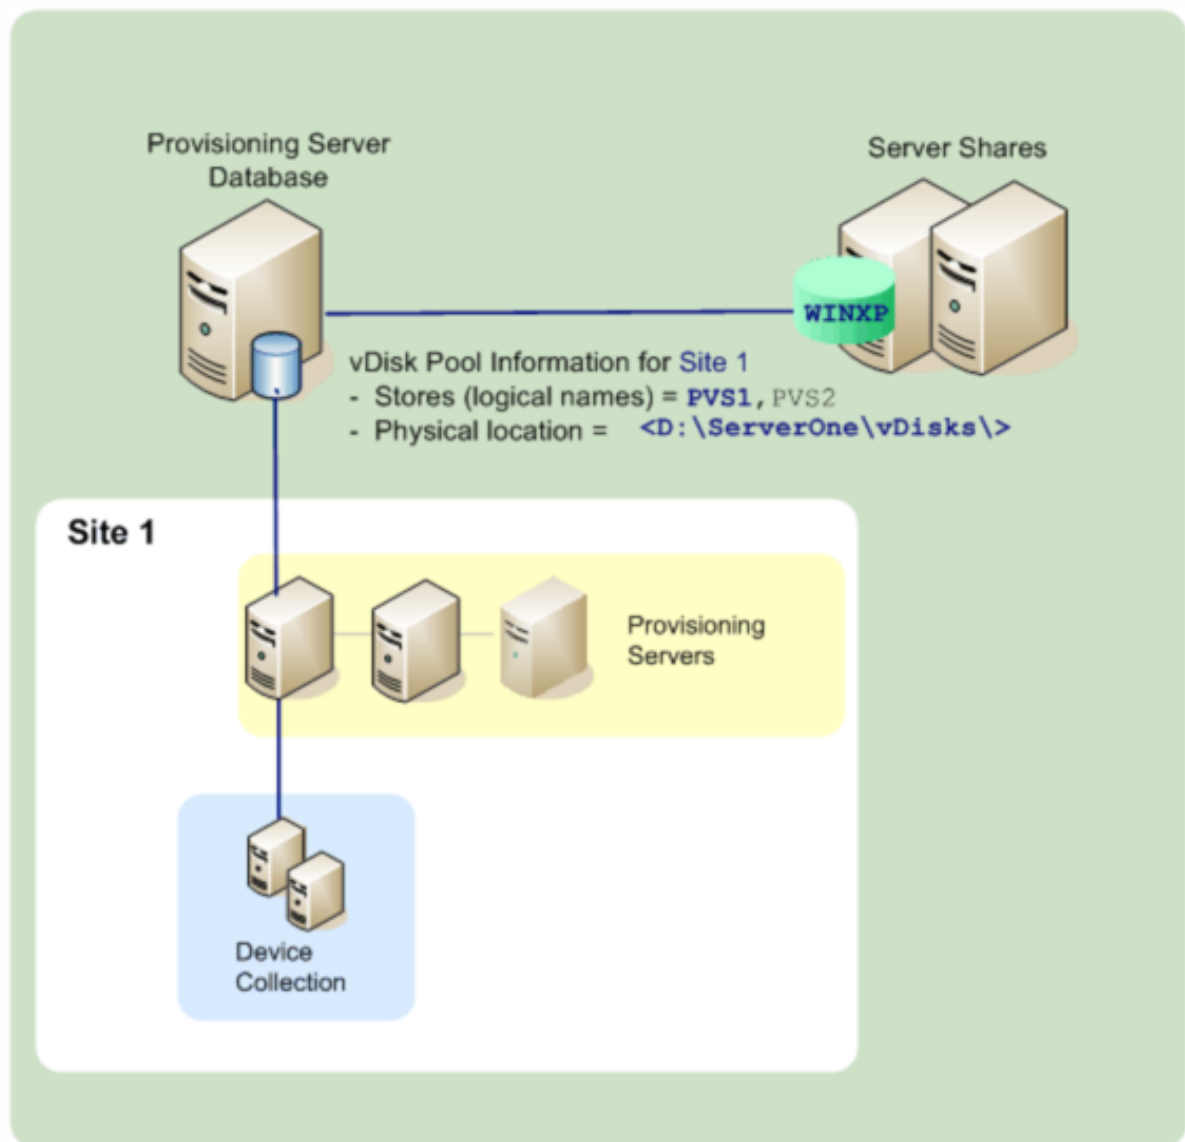 Provisioning Server
Database
Server Shares
WINXP
vDisk Pool Information for Site 1
- Stores (logical names) = PVS1, PVS2
- Physical location = <D:\ServerOne\vDisks\>
Site 1
Provisioning
Servers
Device
Collection